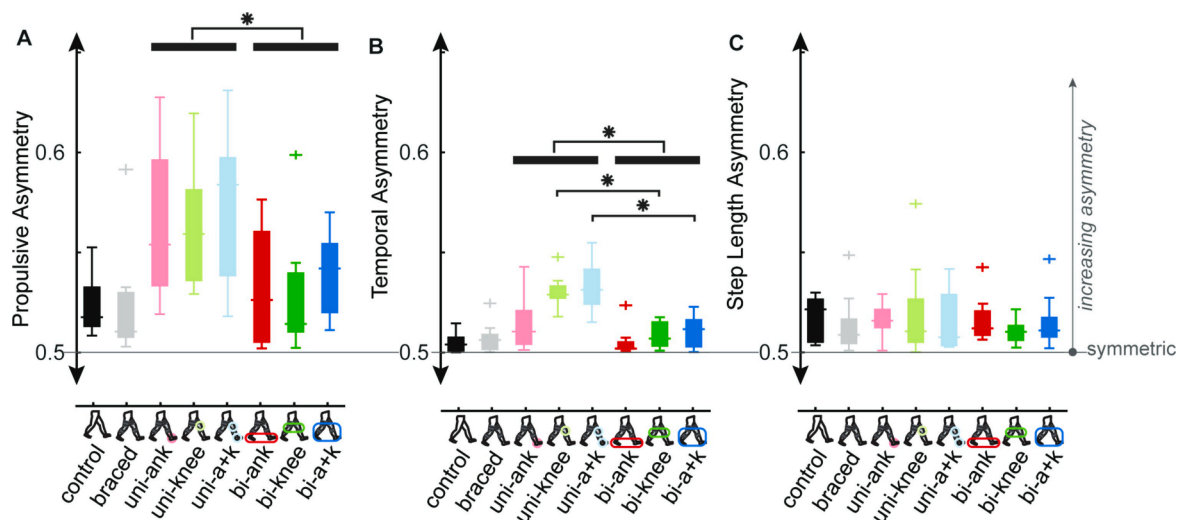 A
Propulsive Asymmetry
0.6
0.5
*
control
braced
uni-ank
uni-knee
uni-a+k
bi-ank
bi-knee
bi-a+k
B
Temporal Asymmetry
0.6
0.5
*
*
*
control
braced
uni-ank
uni-knee
uni-a+k
bi-ank
bi-knee
bi-a+k
C
Step Length Asymmetry
0.6
0.5
increasing asymmetry
symmetric
control
braced
uni-ank
uni-knee
uni-a+k
bi-ank
bi-knee
bi-a+k